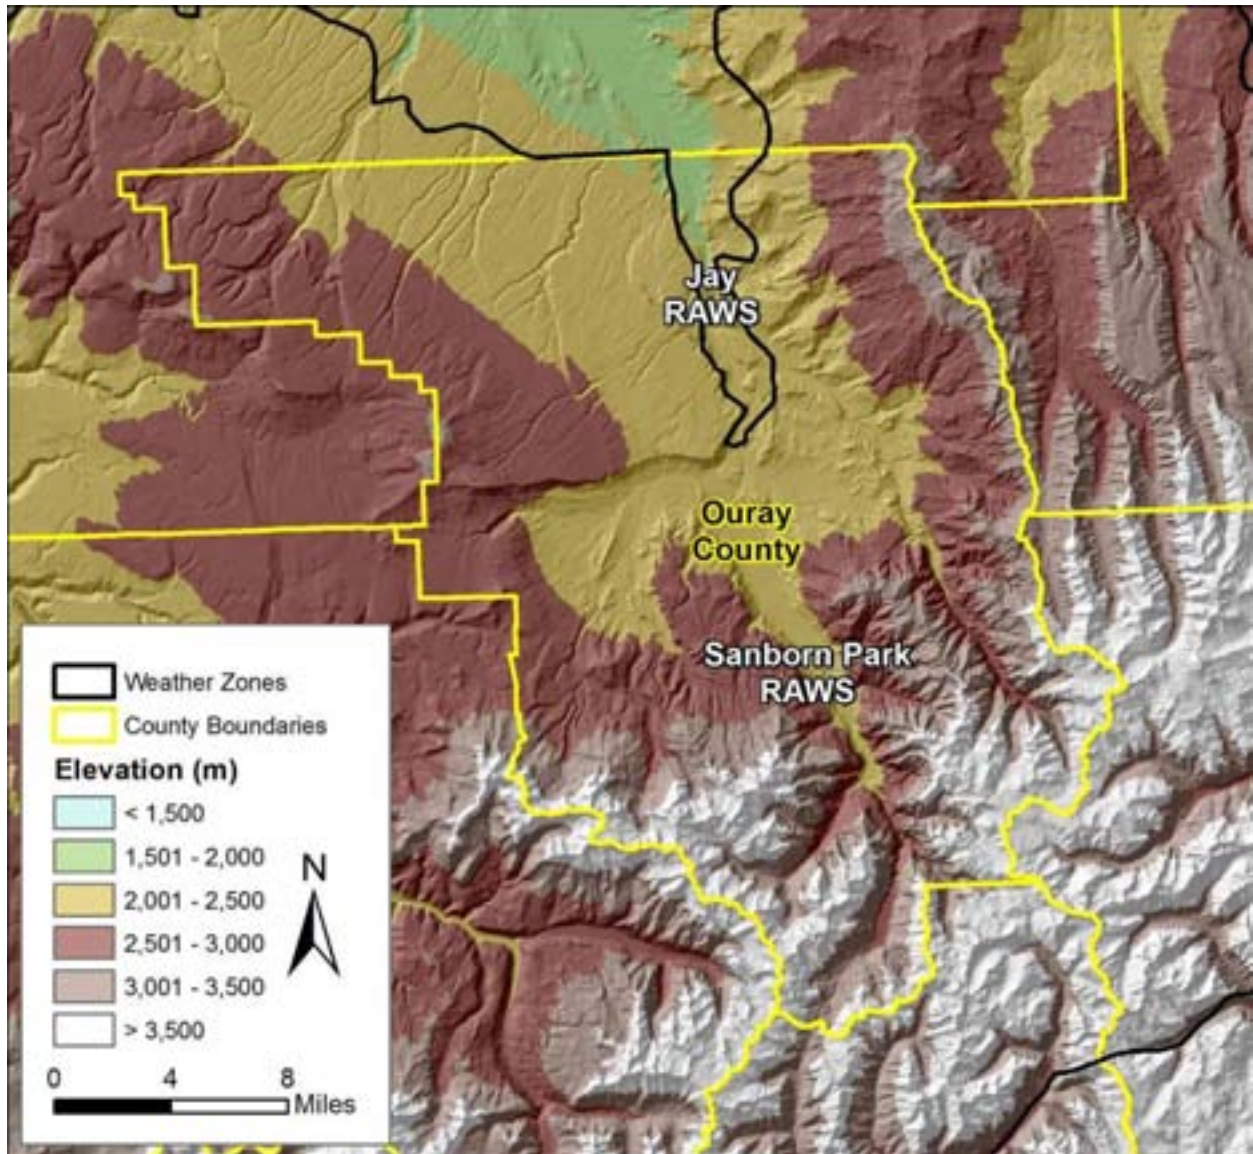 Jay
RAWS
Ouray
County
Sanborn Park
RAWS
Weather Zones
County Boundaries
Elevation (m)
< 1,500
1,501 - 2,000
2,001 - 2,500
2,501 - 3,000
3,001 - 3,500
> 3,500
N
0 4 8
Miles